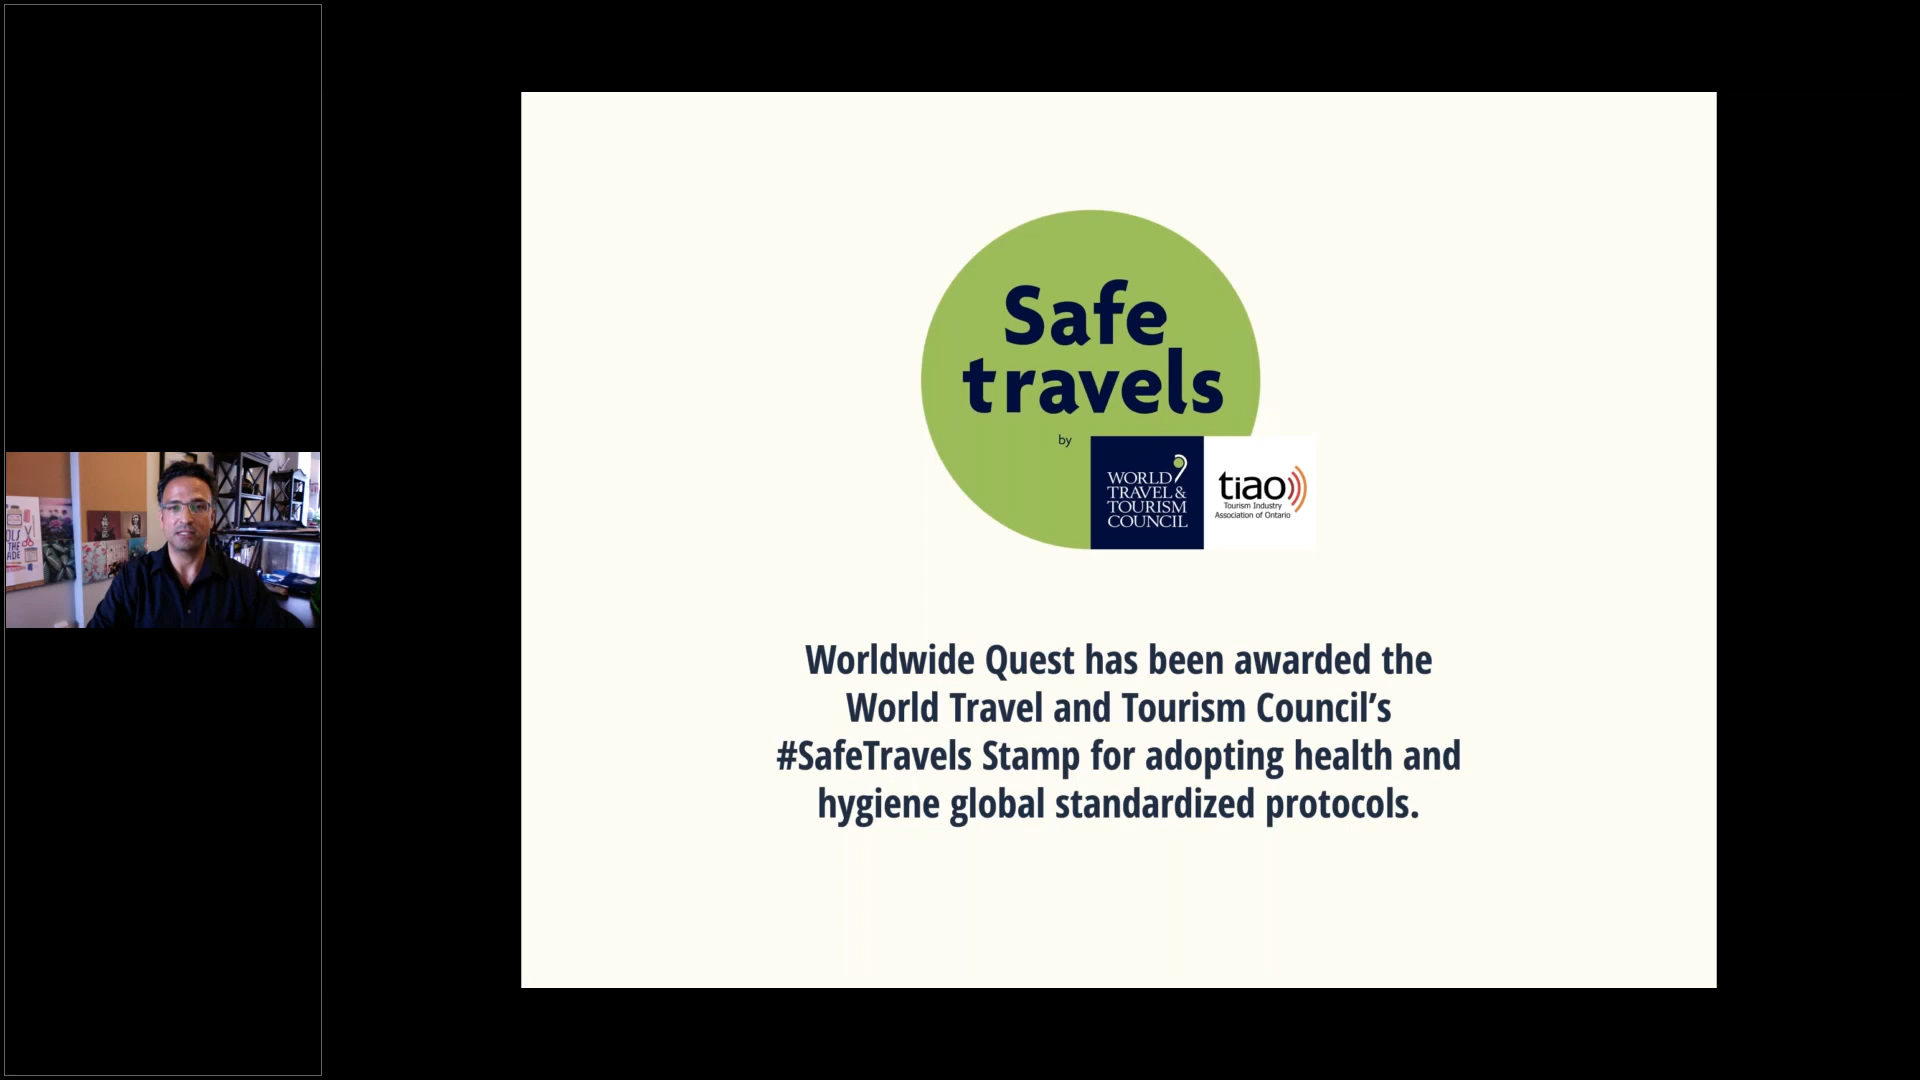 Safe
travels
by
WORLD
TRAVEL &
TOURISM
COUNCIL
tiao
Tourism Industry
Association of Ontario
Worldwide Quest has been awarded the
World Travel and Tourism Council’s
#SafeTravels Stamp for adopting health and
hygiene global standardized protocols.
THE